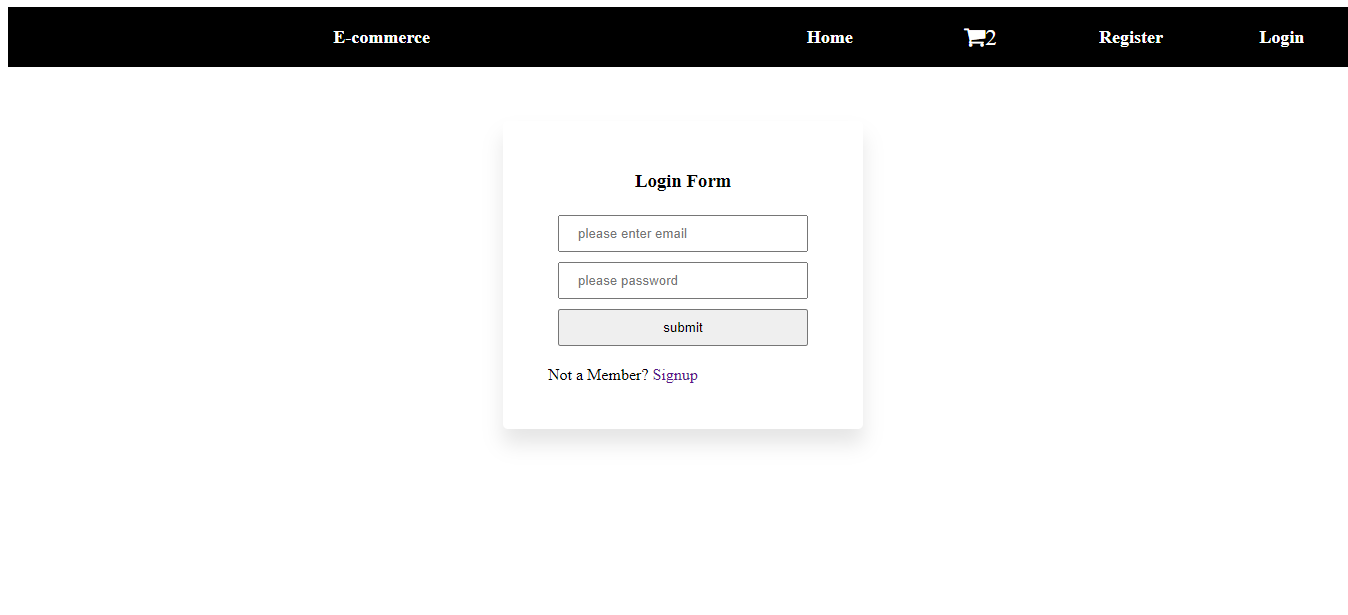 E-commerce Home 2 Register Login
Login Form
please enter email
please password
submit
Not a Member? Signup